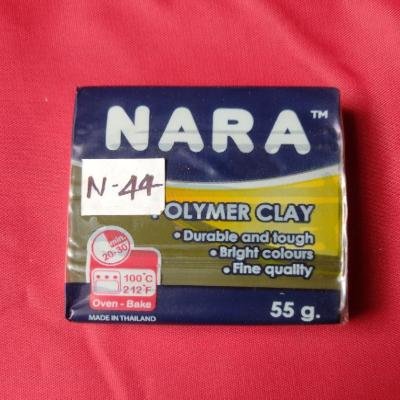 NARA™
N-44
POLYMER CLAY
• Durable and tough
• Bright colours
• Fine quality
min.
20-30
100°C
212°F
Oven - Bake
55 g.
MADE IN THAILAND